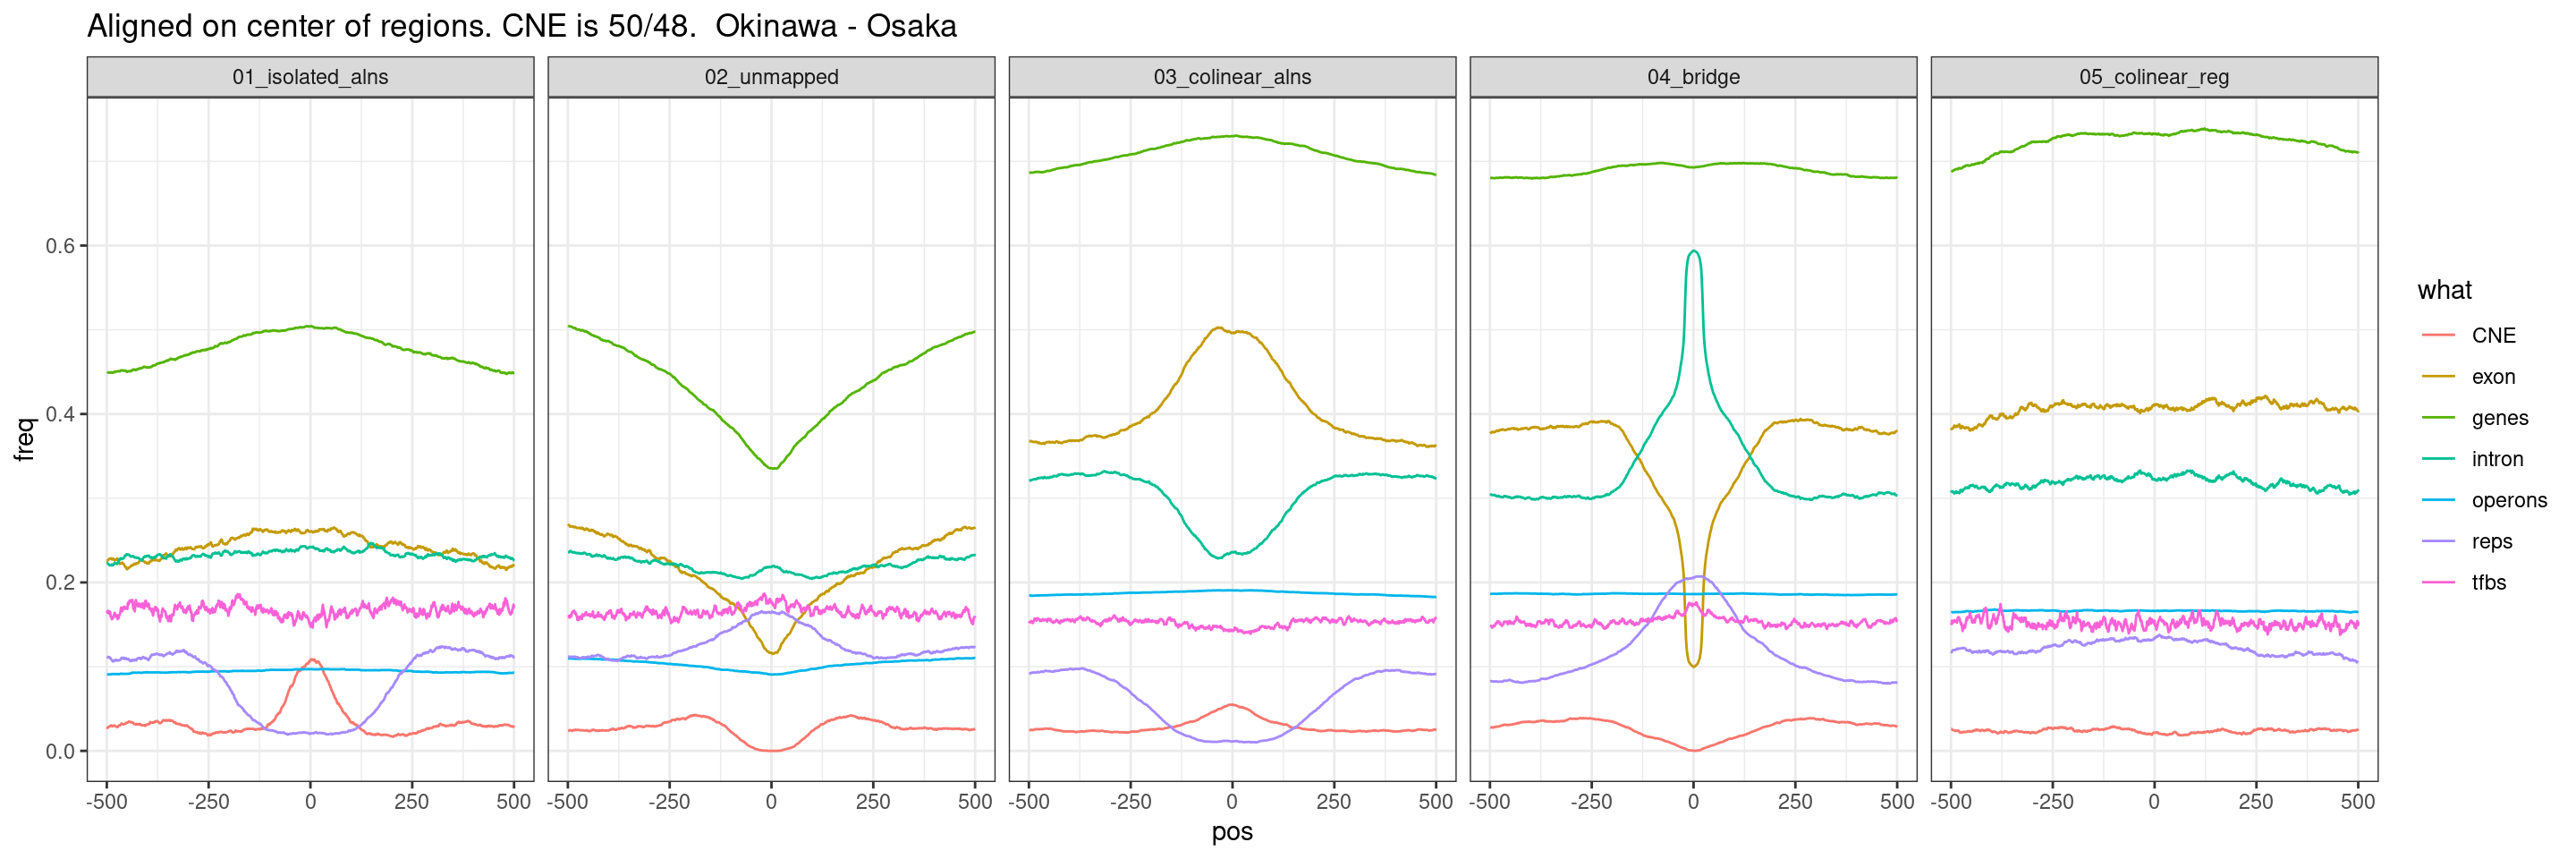 Aligned on center of regions. CNE is 50/48.  Okinawa - Osaka
01_isolated_alns
02_unmapped
03_colinear_alns
04_bridge
05_colinear_reg
freq
0.6
0.4
0.2
0.0
-500 -250 0 250 500
-500 -250 0 250 500
-500 -250 0 250 500
-500 -250 0 250 500
-500 -250 0 250 500
pos
what
CNE
exon
genes
intron
operons
reps
tfbs